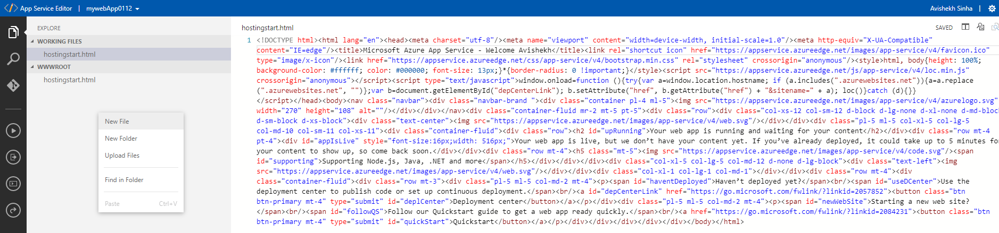 App Service Editor | mywebApp0112
Avishekh Sinha |
EXPLORE
WORKING FILES
hostingstart.html
WWWROOT
hostingstart.html
New File
New Folder
Upload Files
Find in Folder
Paste Ctrl+V
hostingstart.html
SAVED
1 <!DOCTYPE html><html lang="en"><head><meta charset="utf-8"/><meta name="viewport" content="width=device-width, initial-scale=1.0"/><meta http-equiv="X-UA-Compatible"
content="IE=edge"/><title>Microsoft Azure App Service - Welcome Avishekh</title><link rel="shortcut icon" href="https://appservice.azureedge.net/images/app-service/v4/favicon.ico"
type="image/x-icon"/><link href="https://appservice.azureedge.net/css/app-service/v4/bootstrap.min.css" rel="stylesheet" crossorigin="anonymous"/><style>html, body{height: 100%;
background-color: #ffffff; color: #000000; font-size: 13px;}*{border-radius: 0 !important;}</style><script src="https://appservice.azureedge.net/js/app-service/v4/loc.min.js"
crossorigin="anonymous"></script><script type="text/javascript">window.onload=function (){try{var a=window.location.hostname; if (a.includes(".azurewebsites.net")){a=a.replace
(".azurewebsites.net", "")};var b=document.getElementById("depCenterLink"); b.setAttribute("href", b.getAttribute("href") + "&sitename=" + a); loc()}catch (d){}}
</script></head><body><nav class="navbar"><div class="navbar-brand "><div class="container pl-4 ml-5"><img src="https://appservice.azureedge.net/images/app-service/v4/azurelogo.svg"
width="270" height="108" alt=""/></div></div></nav><div class="container-fluid mr-2 mt-5 pt-5"><div class="row"><div class="col-xs-12 col-sm-12 d-block d-lg-none d-xl-none d-md-block
d-sm-block d-xs-block"><div class="text-center"><img src="https://appservice.azureedge.net/images/app-service/v4/web.svg"/></div></div><div class="pl-5 ml-5 col-xl-5 col-lg-5
col-md-10 col-sm-11 col-xs-11"><div class="container-fluid"><div class="row"><h2 id="upRunning">Your web app is running and waiting for your content</h2></div><div class="row mt-4
pt-4"><div id="appIsLive" style="font-size:16px;width: 516px;">Your web app is live, but we don’t have your content yet. If you’ve already deployed, it could take up to 5 minutes for
your content to show up, so come back soon.</div></div><div class="row mt-4"><h5 class="mt-5"><img src="https://appservice.azureedge.net/images/app-service/v4/code.svg"/><span
id="supporting">Supporting Node.js, Java, .NET and more</span></h5></div></div></div><div class="col-xl-5 col-lg-5 col-md-12 d-none d-lg-block"><div class="text-left"><img
src="https://appservice.azureedge.net/images/app-service/v4/web.svg"/></div></div><div class="col-xl-1 col-lg-1 col-md-1"></div></div><div class="row mt-4"><div
class="container-fluid"><div class="row mt-3"><div class="pl-5 ml-5 col-md-2 mt-4"><p><span id="haventDeployed">Haven’t deployed yet?</span><br/><span id="useDCenter">Use the
deployment center to publish code or set up continuous deployment.</span><br/><a id="depCenterLink" href="https://go.microsoft.com/fwlink/?linkid=2057852"><button class="btn
btn-primary mt-4" type="submit" id="deplCenter">Deployment center</button></a></p></div><div class="pl-5 ml-5 col-md-2 mt-4"><p><span id="newWebSite">Starting a new web site?
</span><br/><span id="followQS">Follow our Quickstart guide to get a web app ready quickly.</span><br/><a href="https://go.microsoft.com/fwlink/?linkid=2084231"><button class="btn
btn-primary mt-4" type="submit" id="quickStart">Quickstart</button></a></p></div></div></div></div></div></body></html>